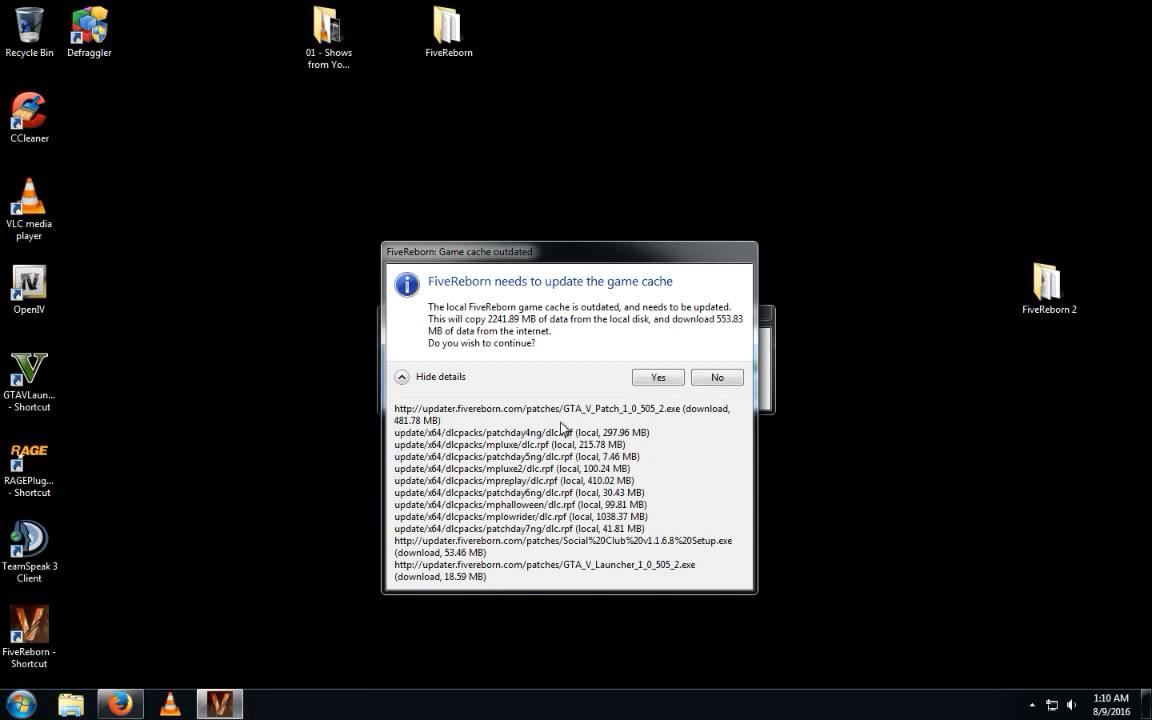 Recycle Bin
Defraggler
01 - Shows
from Yo...
FiveReborn
CCleaner
VLC media
player
OpenIV
FiveReborn 2
GTAVLaun...
- Shortcut
RAGE
RAGEPlug...
- Shortcut
TeamSpeak 3
Client
FiveReborn -
Shortcut
FiveReborn: Game cache outdated
FiveReborn needs to update the game cache
The local FiveReborn game cache is outdated, and needs to be updated.
This will copy 2241.89 MB of data from the local disk, and download 553.83
MB of data from the internet.
Do you wish to continue?
Hide details
Yes
No
http://updater.fivereborn.com/patches/GTA_V_Patch_1_0_505_2.exe (download,
481.78 MB)
update/x64/dlcpacks/patchday4ng/dlc.rpf (local, 297.96 MB)
update/x64/dlcpacks/mpluxe/dlc.rpf (local, 215.78 MB)
update/x64/dlcpacks/patchday5ng/dlc.rpf (local, 7.46 MB)
update/x64/dlcpacks/mpluxe2/dlc.rpf (local, 100.24 MB)
update/x64/dlcpacks/mpreplay/dlc.rpf (local, 410.02 MB)
update/x64/dlcpacks/patchday6ng/dlc.rpf (local, 30.43 MB)
update/x64/dlcpacks/mphalloween/dlc.rpf (local, 99.81 MB)
update/x64/dlcpacks/mplowrider/dlc.rpf (local, 1038.37 MB)
update/x64/dlcpacks/patchday7ng/dlc.rpf (local, 41.81 MB)
http://updater.fivereborn.com/patches/Social%20Club%20v1.1.6.8%20Setup.exe
(download, 53.46 MB)
http://updater.fivereborn.com/patches/GTA_V_Launcher_1_0_505_2.exe
(download, 18.59 MB)
1:10 AM
8/9/2016